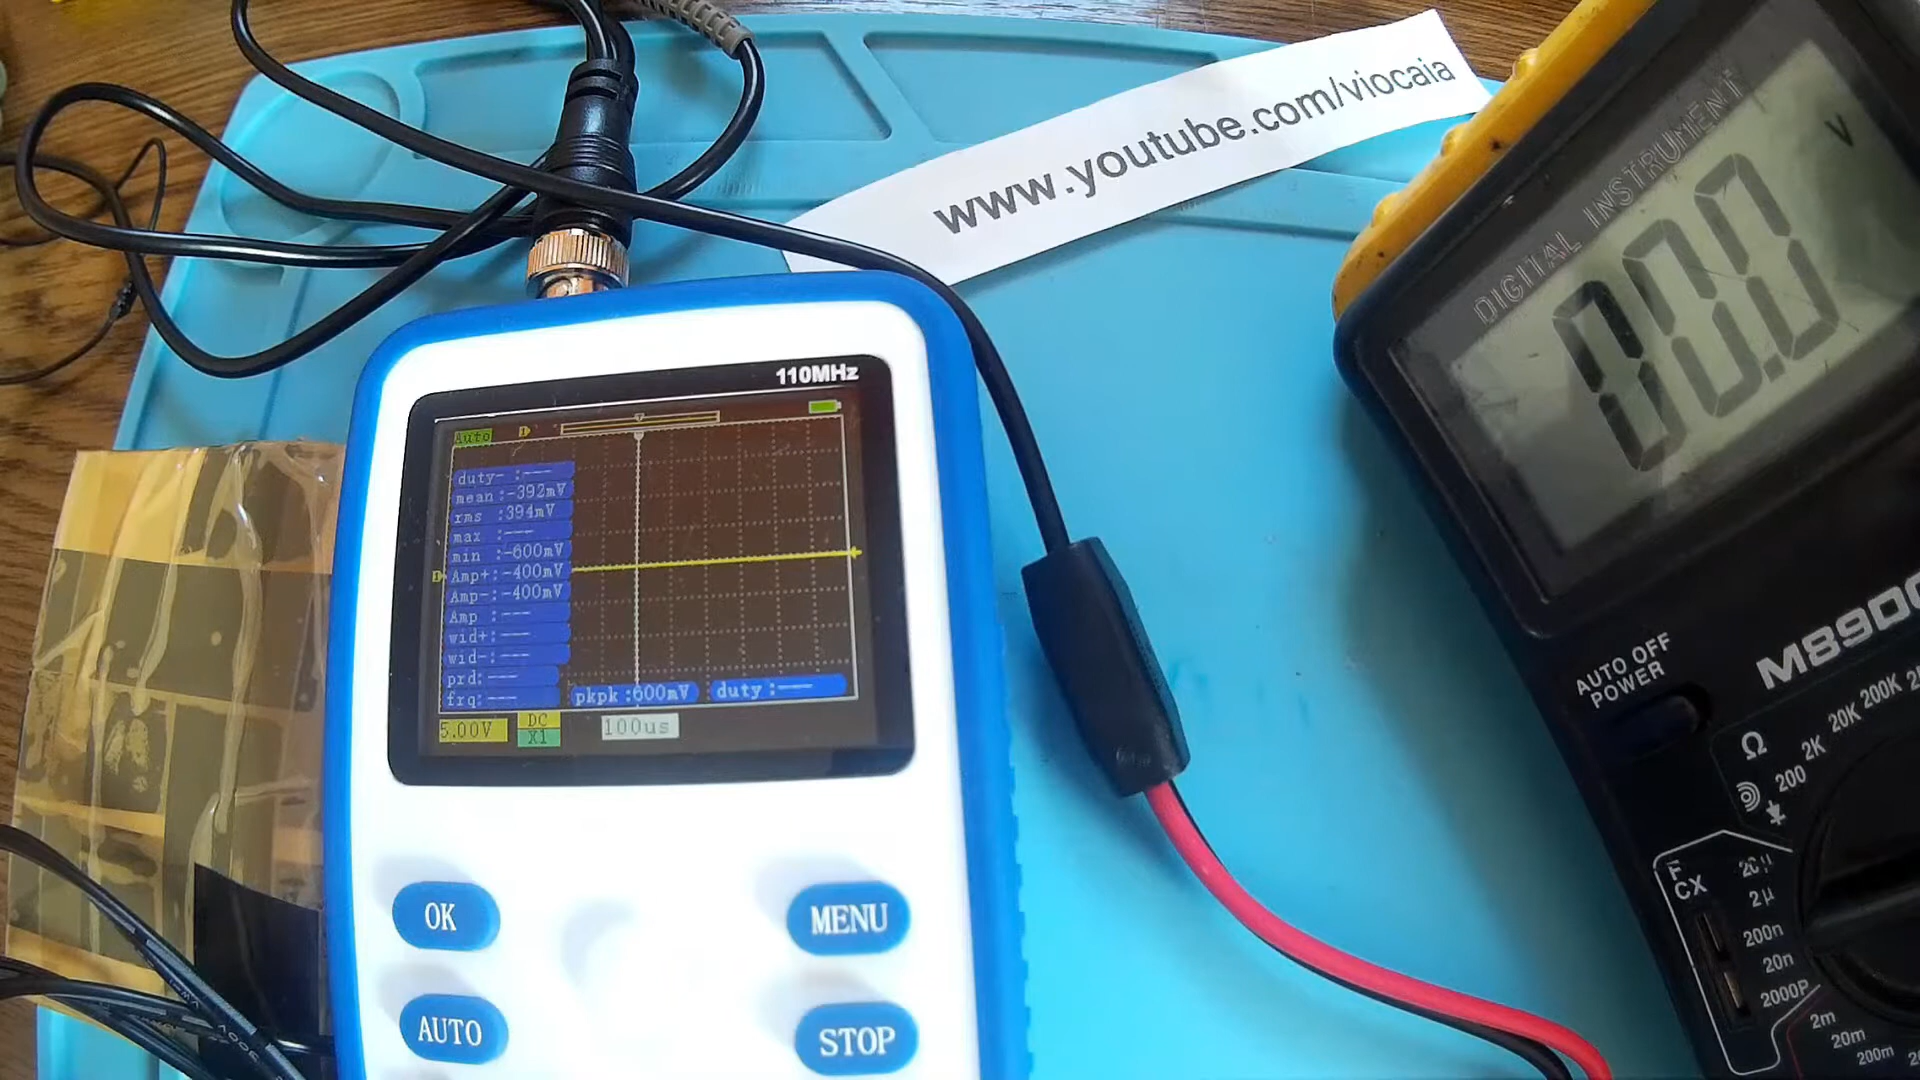 www.youtube.com/viocaia
DIGITAL INSTRUMENT
V
00.0
110MHz
Auto
duty- :---
mean:-392mV
rms :394mV
max :---
min :-600mV
Amp+:-400mV
Amp-:-400mV
Amp :---
wid+:---
wid-:---
prd:---
frq:---
pkpk:600mV
duty:---
5.00V
DC
X1
100us
OK
MENU
AUTO
STOP
AUTO OFF
POWER
Ω
200
2K
20K
200K
F
CX
2µ
200n
20n
2000P
2m
20m
200m